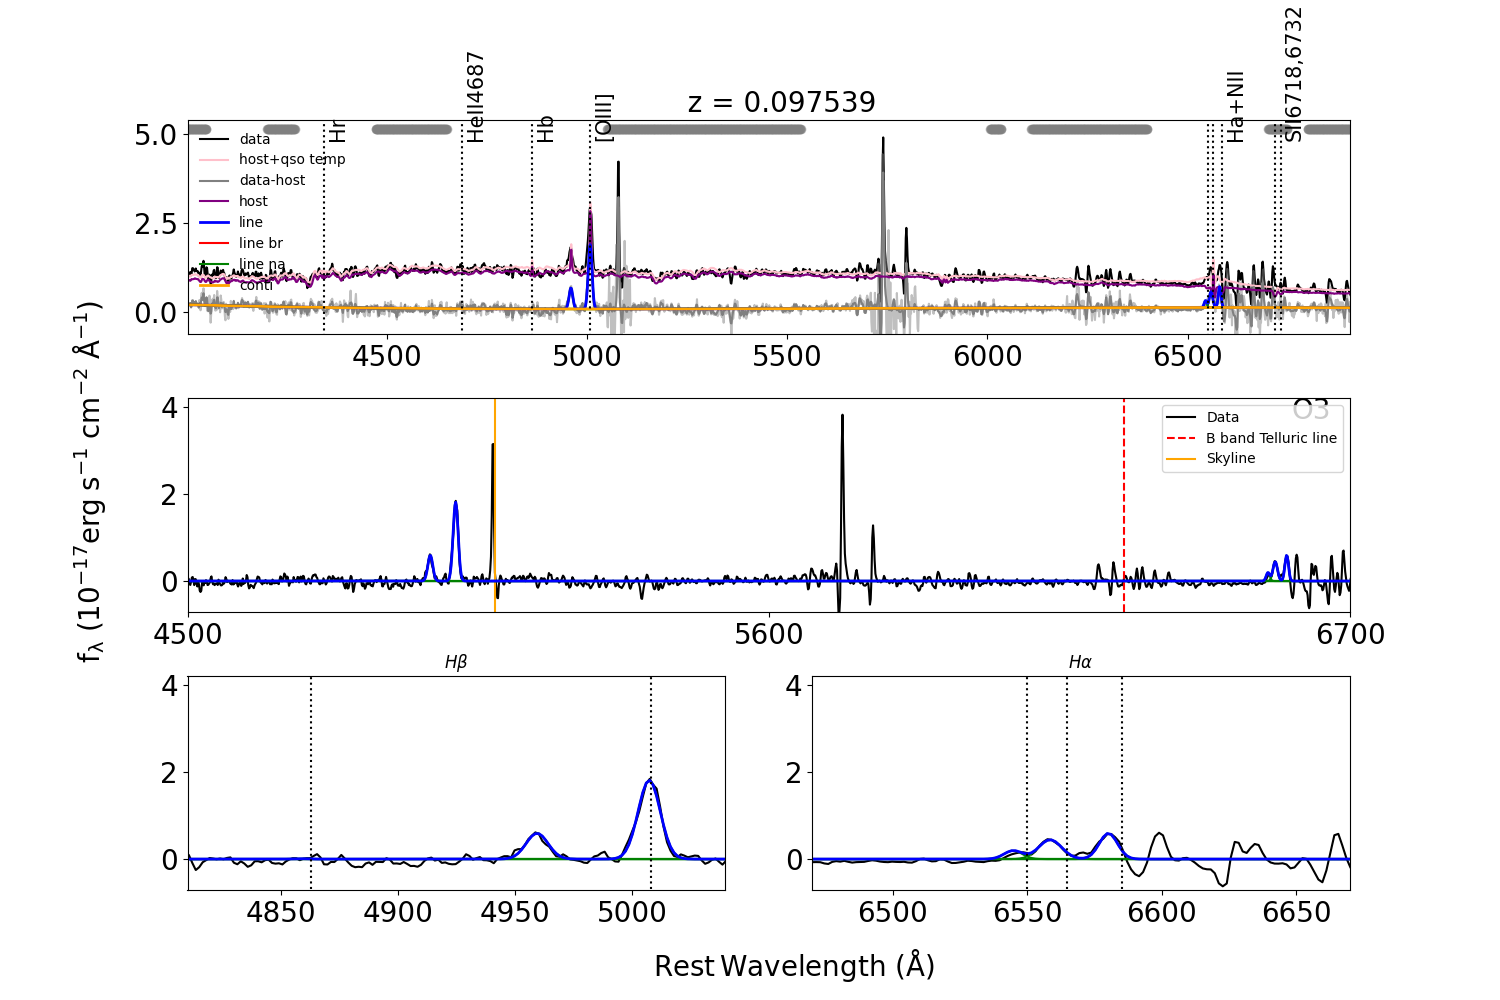 z = 0.097539
Hr
HeII4687
Hb
[OIII]
Ha+NII
SII6718,6732
5.0
2.5
0.0
data
host+qso temp
data-host
host
line
line br
line na
conti
4500
5000
5500
6000
6500
O3
4
2
0
Data
B band Telluric line
Skyline
4500
5600
6700
fλ (10−17erg s−1 cm−2 Å−1)
Hβ
4
2
0
4850
4900
4950
5000
Hα
4
2
0
6500
6550
6600
6650
Rest Wavelength (Å)